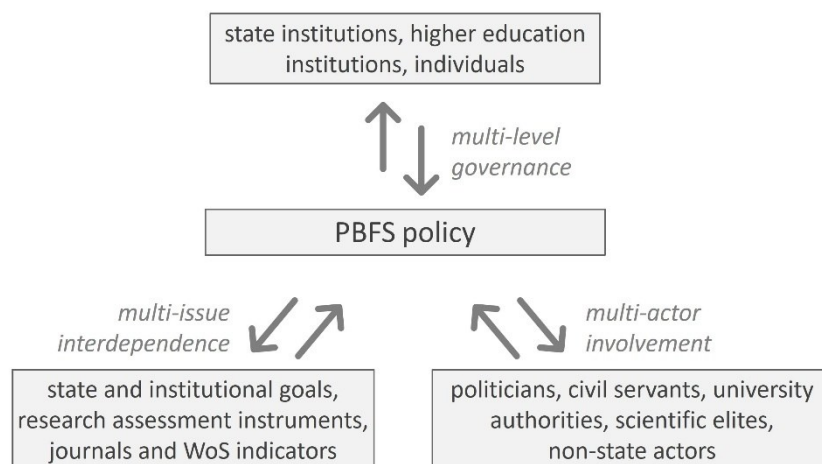 state institutions, higher education
institutions, individuals
multi-level
governance
PBFS policy
multi-issue
interdependence
multi-actor
involvement
state and institutional goals,
research assessment instruments,
journals and WoS indicators
politicians, civil servants, university
authorities, scientific elites,
non-state actors